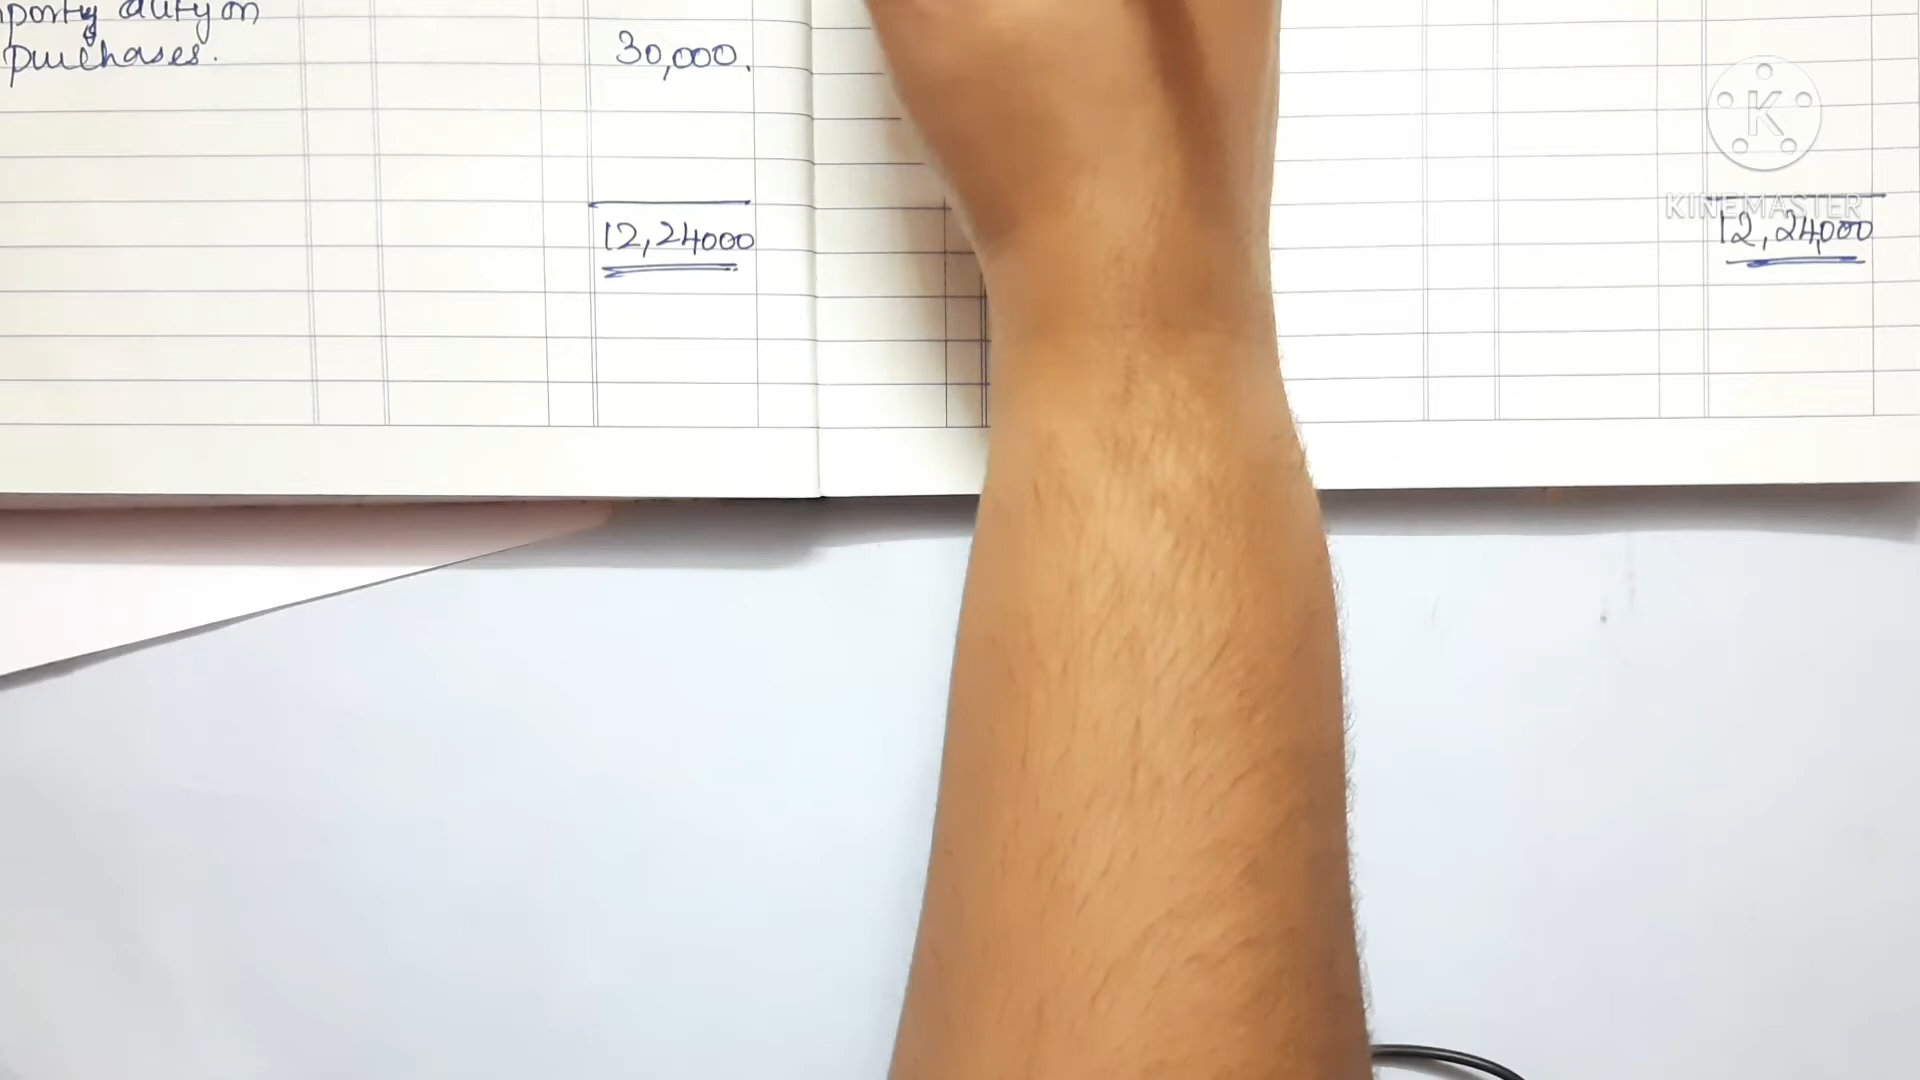 porty duty on
purchases.
30,000.
12,24000
K
KINEMASTER
12,24,000